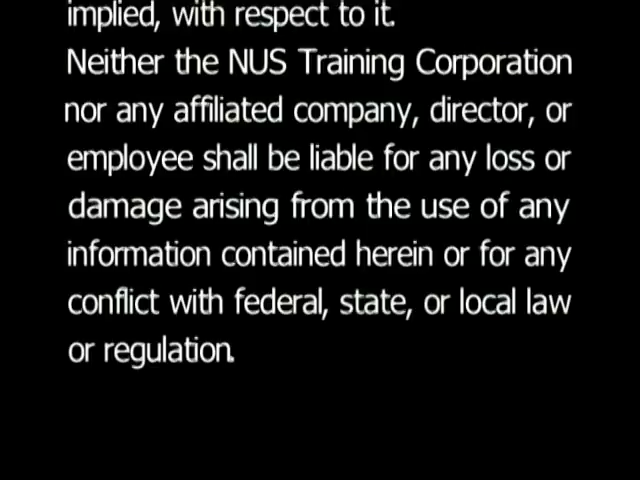 implied, with respect to it.
Neither the NUS Training Corporation
nor any affiliated company, director, or
employee shall be liable for any loss or
damage arising from the use of any
information contained herein or for any
conflict with federal, state, or local law
or regulation.